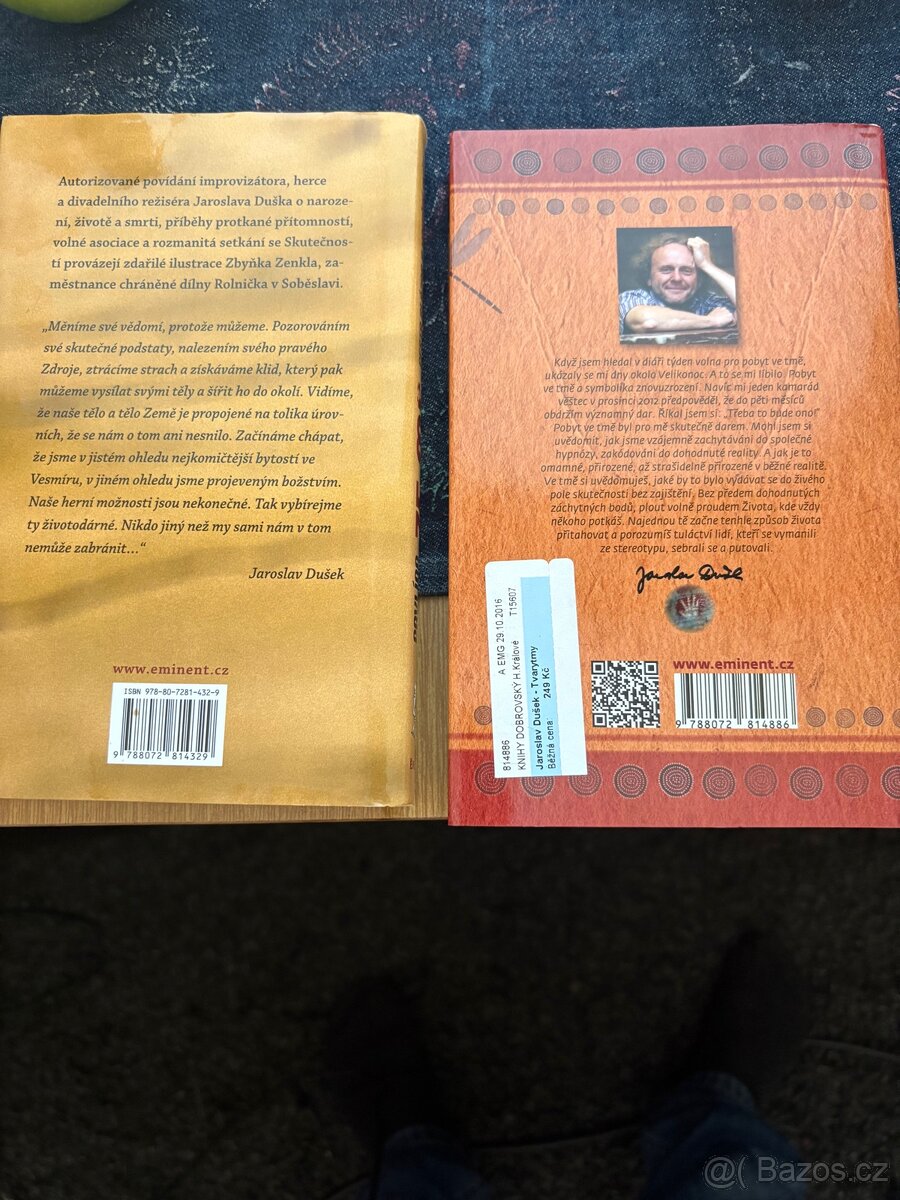 Autorizované povídání improvizátora, herce
a divadelního režiséra Jaroslava Duška o naroze-
ní, životě a smrti, příběhy protkané přítomností,
volné asociace a rozmanitá setkání se Skutečnos-
tí provázejí zdařilé ilustrace Zbyňka Zenkla, za-
městnance chráněné dílny Rolnička v Soběslavi.
„Měníme své vědomí, protože můžeme. Pozorováním
své skutečné podstaty, nalezením svého pravého
Zdroje, ztrácíme strach a získáváme klid, který pak
můžeme vysílat svými těly a šířit ho do okolí. Vidíme,
že naše tělo a tělo Země je propojené na tolika úrov-
ních, že se nám o tom ani nesnilo. Začínáme chápat,
že jsme v jistém ohledu nejkomičtější bytostí ve
Vesmíru, v jiném ohledu jsme projeveným božstvím.
Naše herní možnosti jsou nekonečné. Tak vybírejme
ty životodárné. Nikdo jiný než my sami nám v tom
nemůže zabránit...“
Jaroslav Dušek
www.eminent.cz
ISBN 978-80-7281-432-9
9 788072 814329
Když jsem hledal v diáři týden volna pro pobyt ve tmě,
ukázaly se mi dny okolo Velikonoc. A to se mi líbilo. Pobyt
ve tmě a symbolika znovuzrození. Navíc mi jeden kamarád
věštec v prosinci 2012 předpověděl, že do pěti měsíců
obdržím významný dar. Říkal jsem si: „Třeba to bude ono!“
Pobyt ve tmě byl pro mě skutečně darem. Mohl jsem si
uvědomit, jak jsme vzájemně zachytáváni do společné
hypnózy, zakódováni do dohodnuté reality. A jak je to
omamné, přirozené, až strašidelně přirozené v běžné realitě.
Ve tmě si uvědomuješ, jaké by to bylo vydávat se do živého
pole skutečnosti bez zajištění. Bez předem dohodnutých
záchytných bodů, plout volně proudem Života, kde vždy
někoho potkáš. Najednou tě začne tenhle způsob života
přitahovat a porozumíš tuláctví lidí, kteří se vymanili
ze stereotypu, sebrali se a putovali.
Jaroslav Dušek
814886
A EMG 29.10.2016
KNIHY DOBROVSKÝ H.Králové
T15607
Jaroslav Dušek - Tvarytmy
Běžná cena:
249 Kč
www.eminent.cz
9 788072 814886
@( Bazos.cz